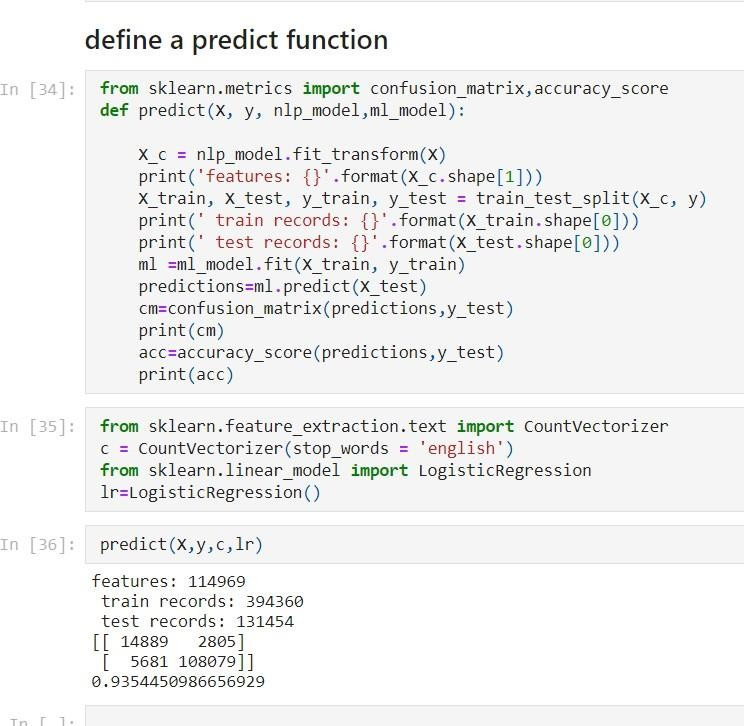 define a predict function
In [34]:
from sklearn.metrics import confusion_matrix,accuracy_score
def predict(X, y, nlp_model,ml_model):
X_c = nlp_model.fit_transform(X)
print('features: {}'.format(X_c.shape[1]))
X_train, X_test, y_train, y_test = train_test_split(X_c, y)
print(' train records: {}'.format(X_train.shape[0]))
print(' test records: {}'.format(X_test.shape[0]))
ml =ml_model.fit(X_train, y_train)
predictions=ml.predict(X_test)
cm=confusion_matrix(predictions,y_test)
print(cm)
acc=accuracy_score(predictions,y_test)
print(acc)
In [35]:
from sklearn.feature_extraction.text import CountVectorizer
c = CountVectorizer(stop_words = 'english')
from sklearn.linear_model import LogisticRegression
lr=LogisticRegression()
In [36]:
predict(X,y,c,lr)
features: 114969
train records: 394360
test records: 131454
[[ 14889 2805]
[ 5681 108079]]
0.9354450986656929
In [ ]: